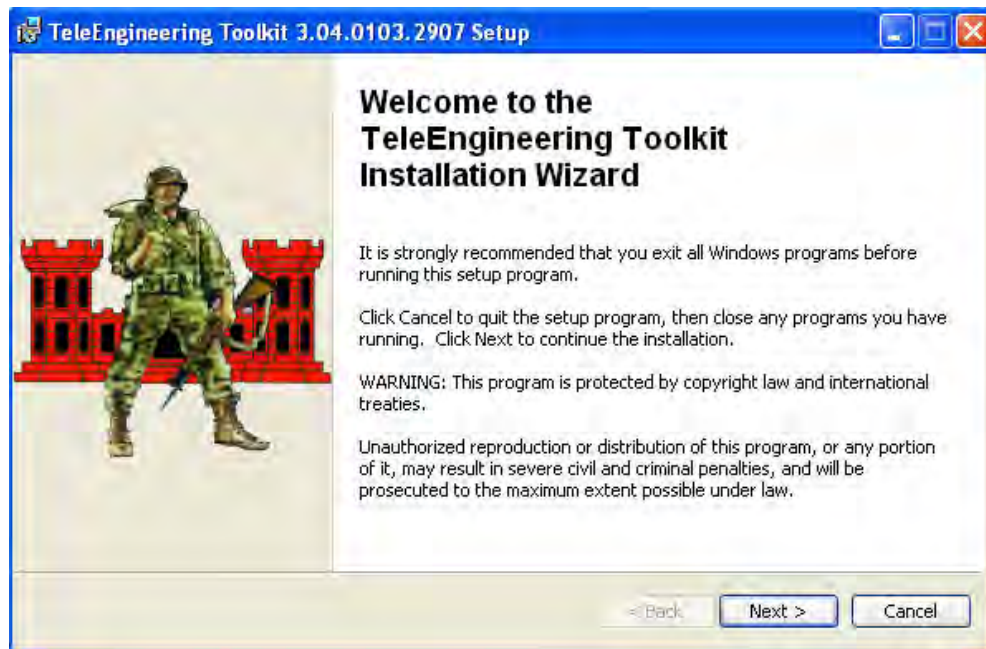 TeleEngineering Toolkit 3.04.0103.2907 Setup
Welcome to the
TeleEngineering Toolkit
Installation Wizard
It is strongly recommended that you exit all Windows programs before
running this setup program.
Click Cancel to quit the setup program, then close any programs you have
running.  Click Next to continue the installation.
WARNING: This program is protected by copyright law and international
treaties.
Unauthorized reproduction or distribution of this program, or any portion
of it, may result in severe civil and criminal penalties, and will be
prosecuted to the maximum extent possible under law.
< Back Next > Cancel